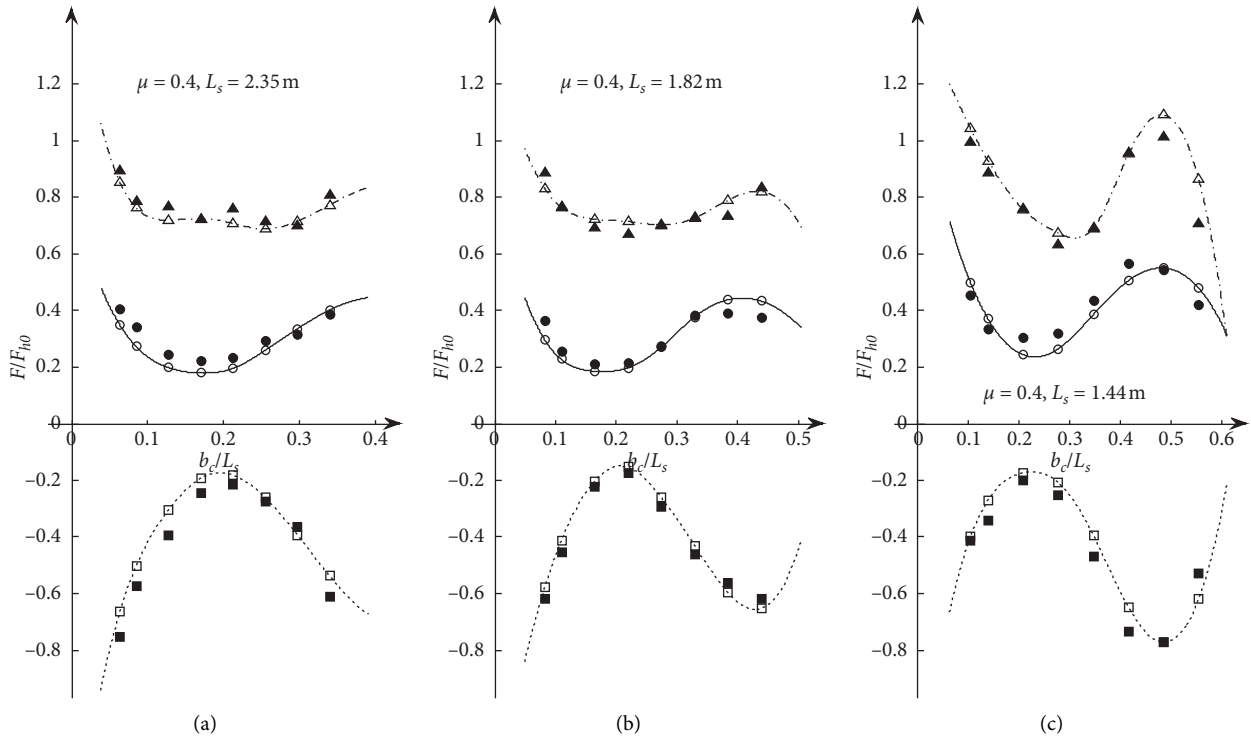 1.2
1
0.8
0.6
0.4
0.2
0
−0.2
−0.4
−0.6
−0.8
F/F_h0
μ = 0.4, L_s = 2.35 m
0 0.1 0.2 0.3 0.4
b_c/L_s
(a)
1.2
1
0.8
0.6
0.4
0.2
0
−0.2
−0.4
−0.6
−0.8
F/F_h0
μ = 0.4, L_s = 1.82 m
0 0.1 0.2 0.3 0.4 0.5
b_c/L_s
(b)
1.2
1
0.8
0.6
0.4
0.2
0
−0.2
−0.4
−0.6
−0.8
F/F_h0
μ = 0.4, L_s = 1.44 m
0 0.1 0.2 0.3 0.4 0.5 0.6
b_c/L_s
(c)